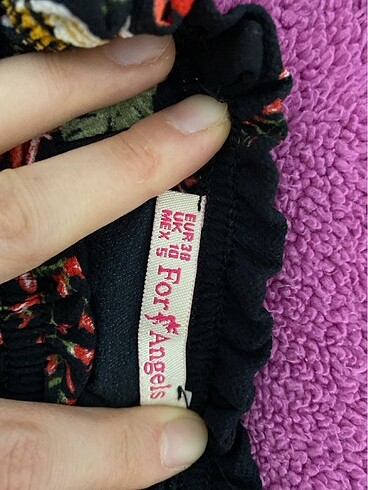 EUR 38
UK 10
MEX 5
For Angels